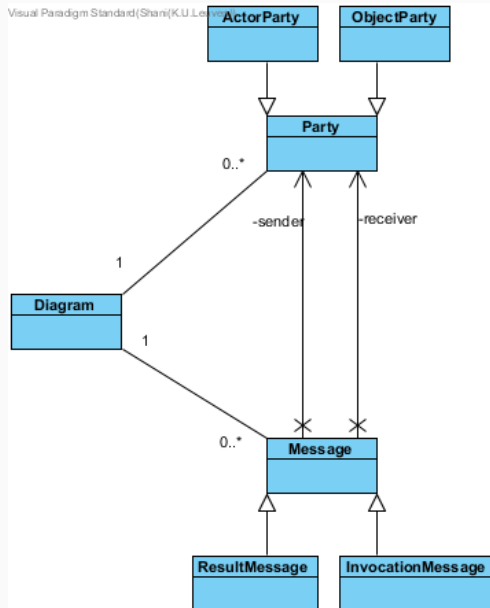 Visual Paradigm Standard(Shani(K.U.Leuven))
ActorParty
ObjectParty
Party
0..*
-sender
-receiver
1
Diagram
1
0..*
Message
ResultMessage
InvocationMessage